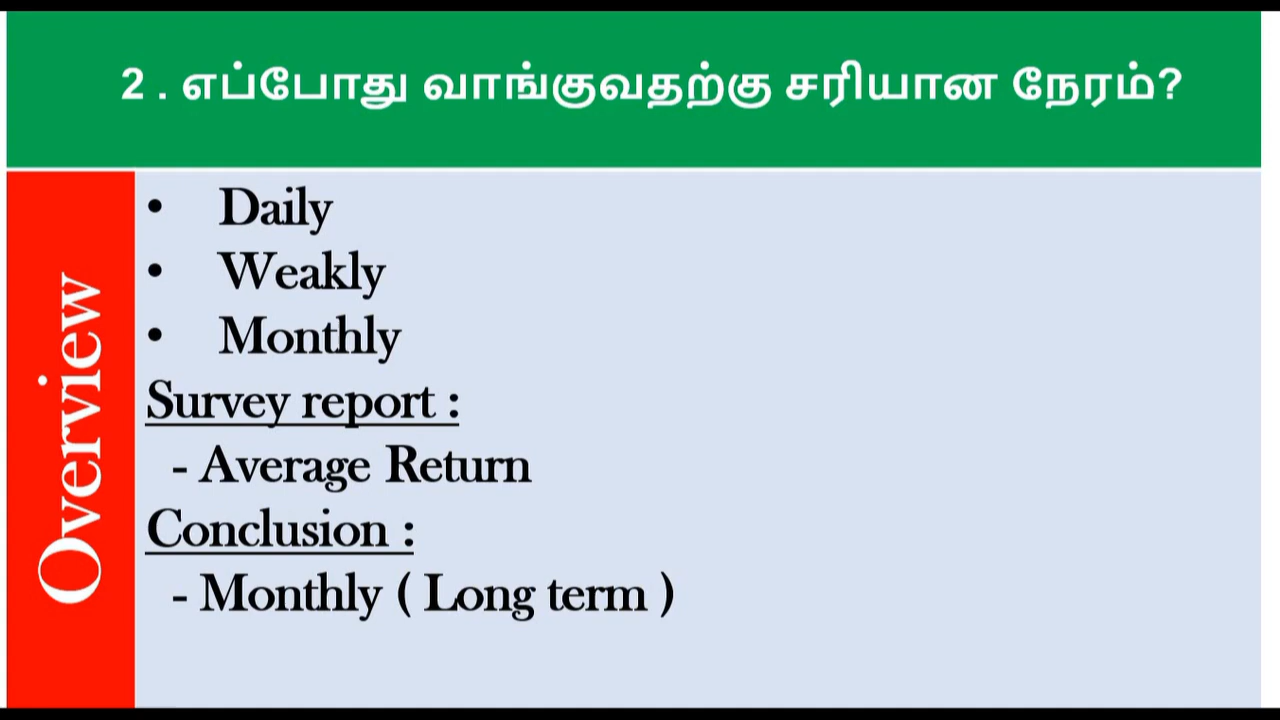 2 . எப்போது வாங்குவதற்கு சரியான நேரம்?
Overview
• Daily
• Weakly
• Monthly
Survey report :
- Average Return
Conclusion :
- Monthly ( Long term )